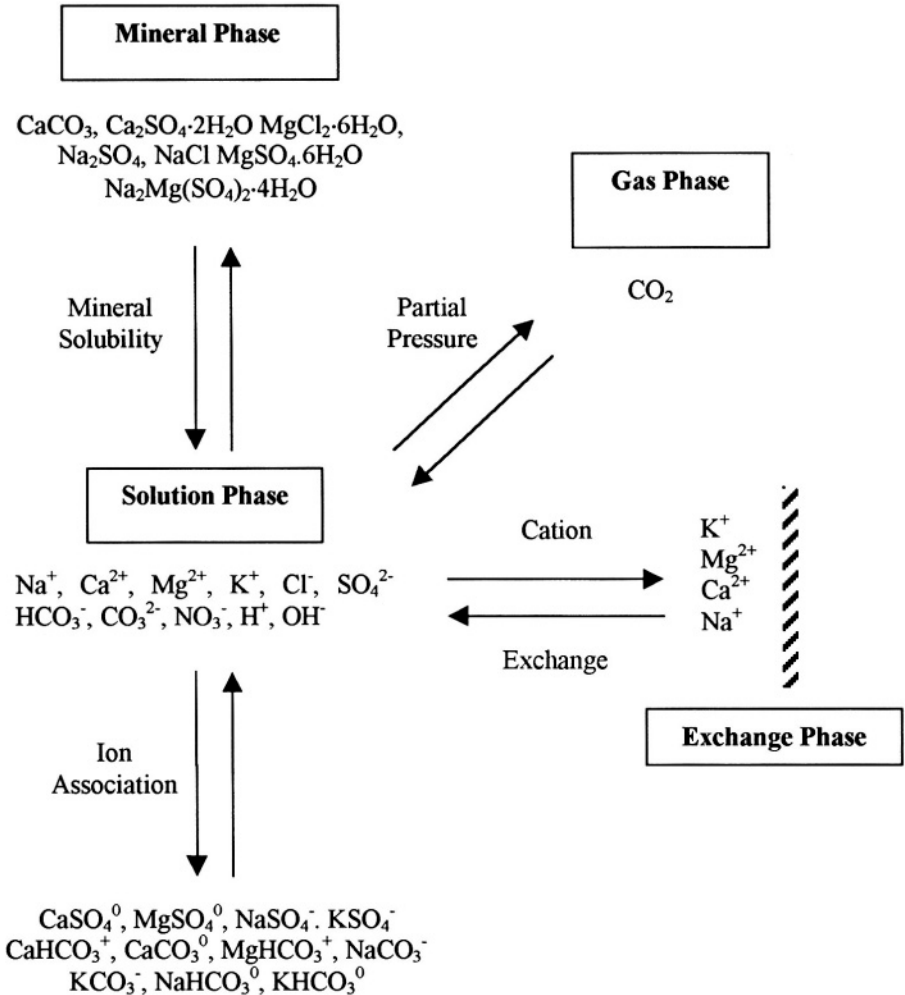 Mineral Phase
CaCO₃, Ca₂SO₄·2H₂O MgCl₂·6H₂O,
Na₂SO₄, NaCl MgSO₄.6H₂O
Na₂Mg(SO₄)₂·4H₂O
Gas Phase
CO₂
Mineral
Solubility
Partial
Pressure
Solution Phase
Na⁺, Ca²⁺, Mg²⁺, K⁺, Cl⁻, SO₄²⁻
HCO₃⁻, CO₃²⁻, NO₃⁻, H⁺, OH⁻
Cation
Exchange
K⁺
Mg²⁺
Ca²⁺
Na⁺
Exchange Phase
Ion
Association
CaSO₄⁰, MgSO₄⁰, NaSO₄⁻. KSO₄⁻
CaHCO₃⁺, CaCO₃⁰, MgHCO₃⁺, NaCO₃⁻
KCO₃⁻, NaHCO₃⁰, KHCO₃⁰